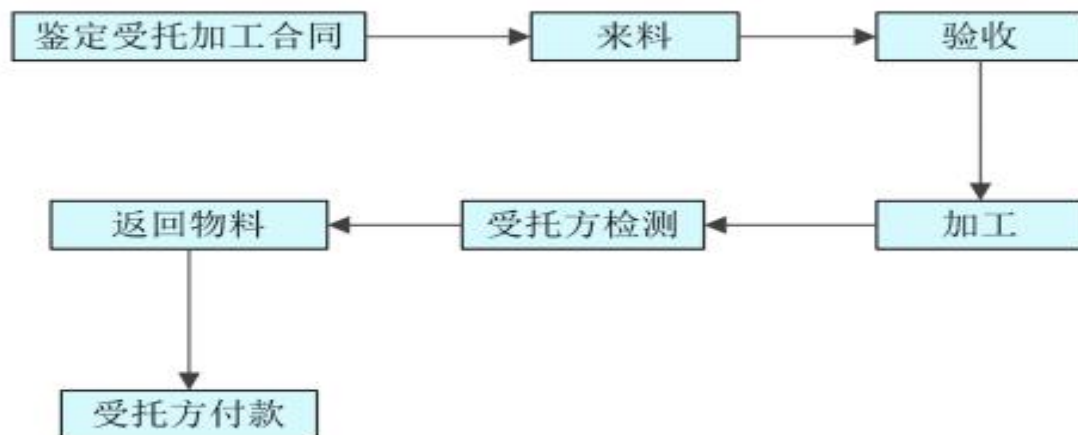 鉴定受托加工合同
来料
验收
加工
受托方检测
返回物料
受托方付款